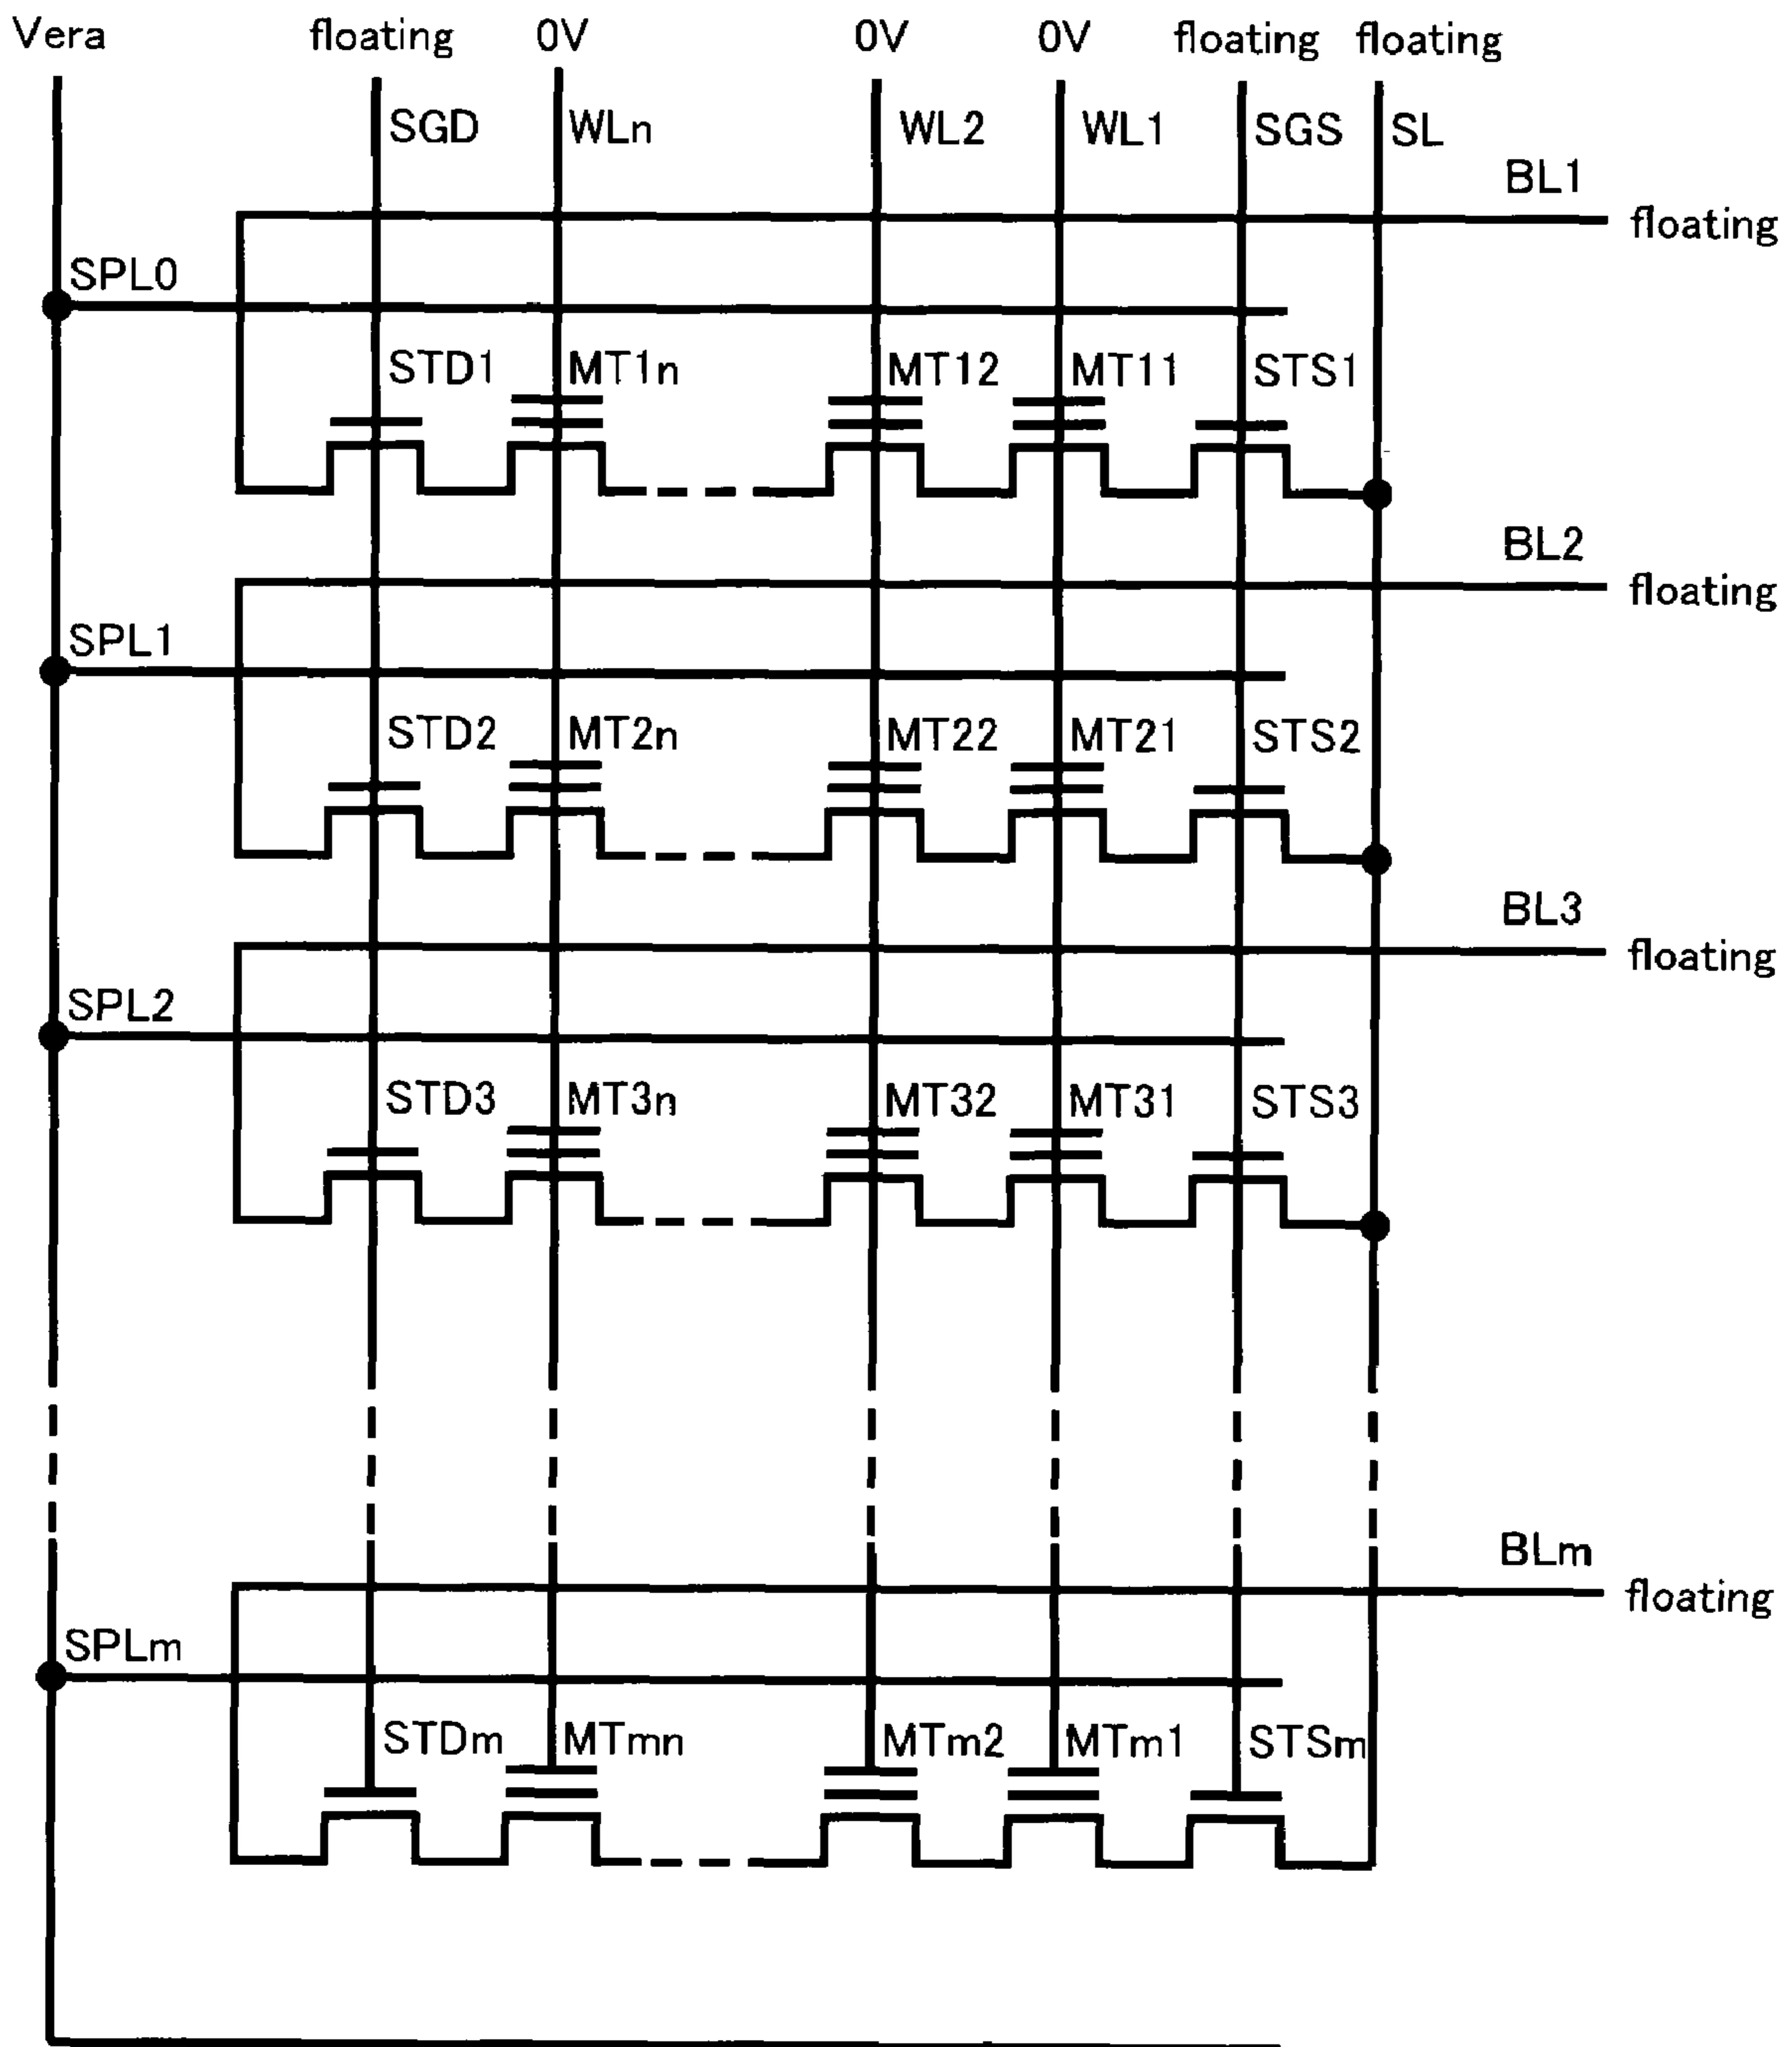 Vera floating 0V 0V 0V floating floating
SGD WLn WL2 WL1 SGS SL
BL1
floating
SPL0
STD1 MT1n MT12 MT11 STS1
BL2
floating
SPL1
STD2 MT2n MT22 MT21 STS2
BL3
floating
SPL2
STD3 MT3n MT32 MT31 STS3
BLm
floating
SPLm
STDm MTmn MTm2 MTm1 STSm